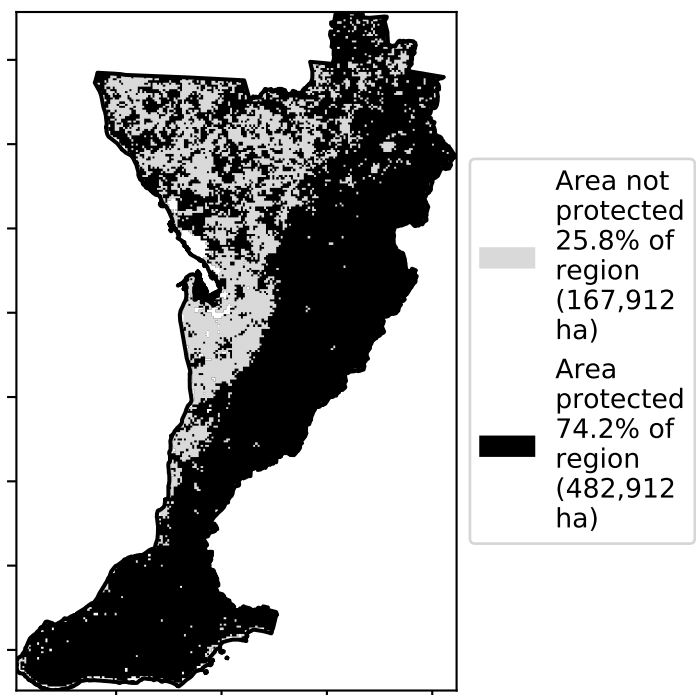 Area not
protected
25.8% of
region
(167,912
ha)
Area
protected
74.2% of
region
(482,912
ha)